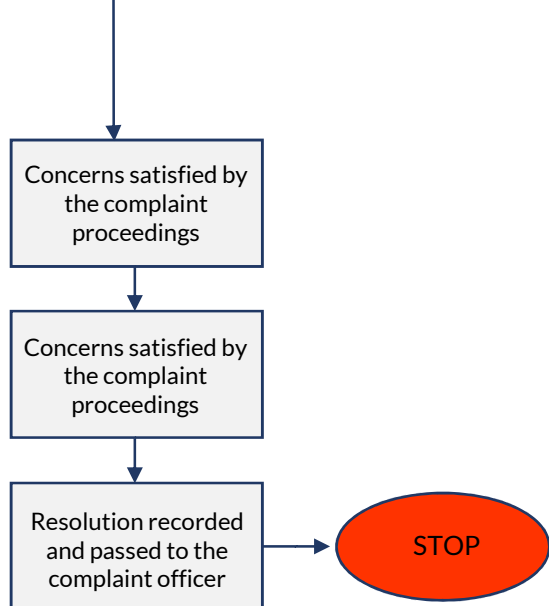 Concerns satisfied by
the complaint
proceedings
Concerns satisfied by
the complaint
proceedings
Resolution recorded
and passed to the
complaint officer
STOP